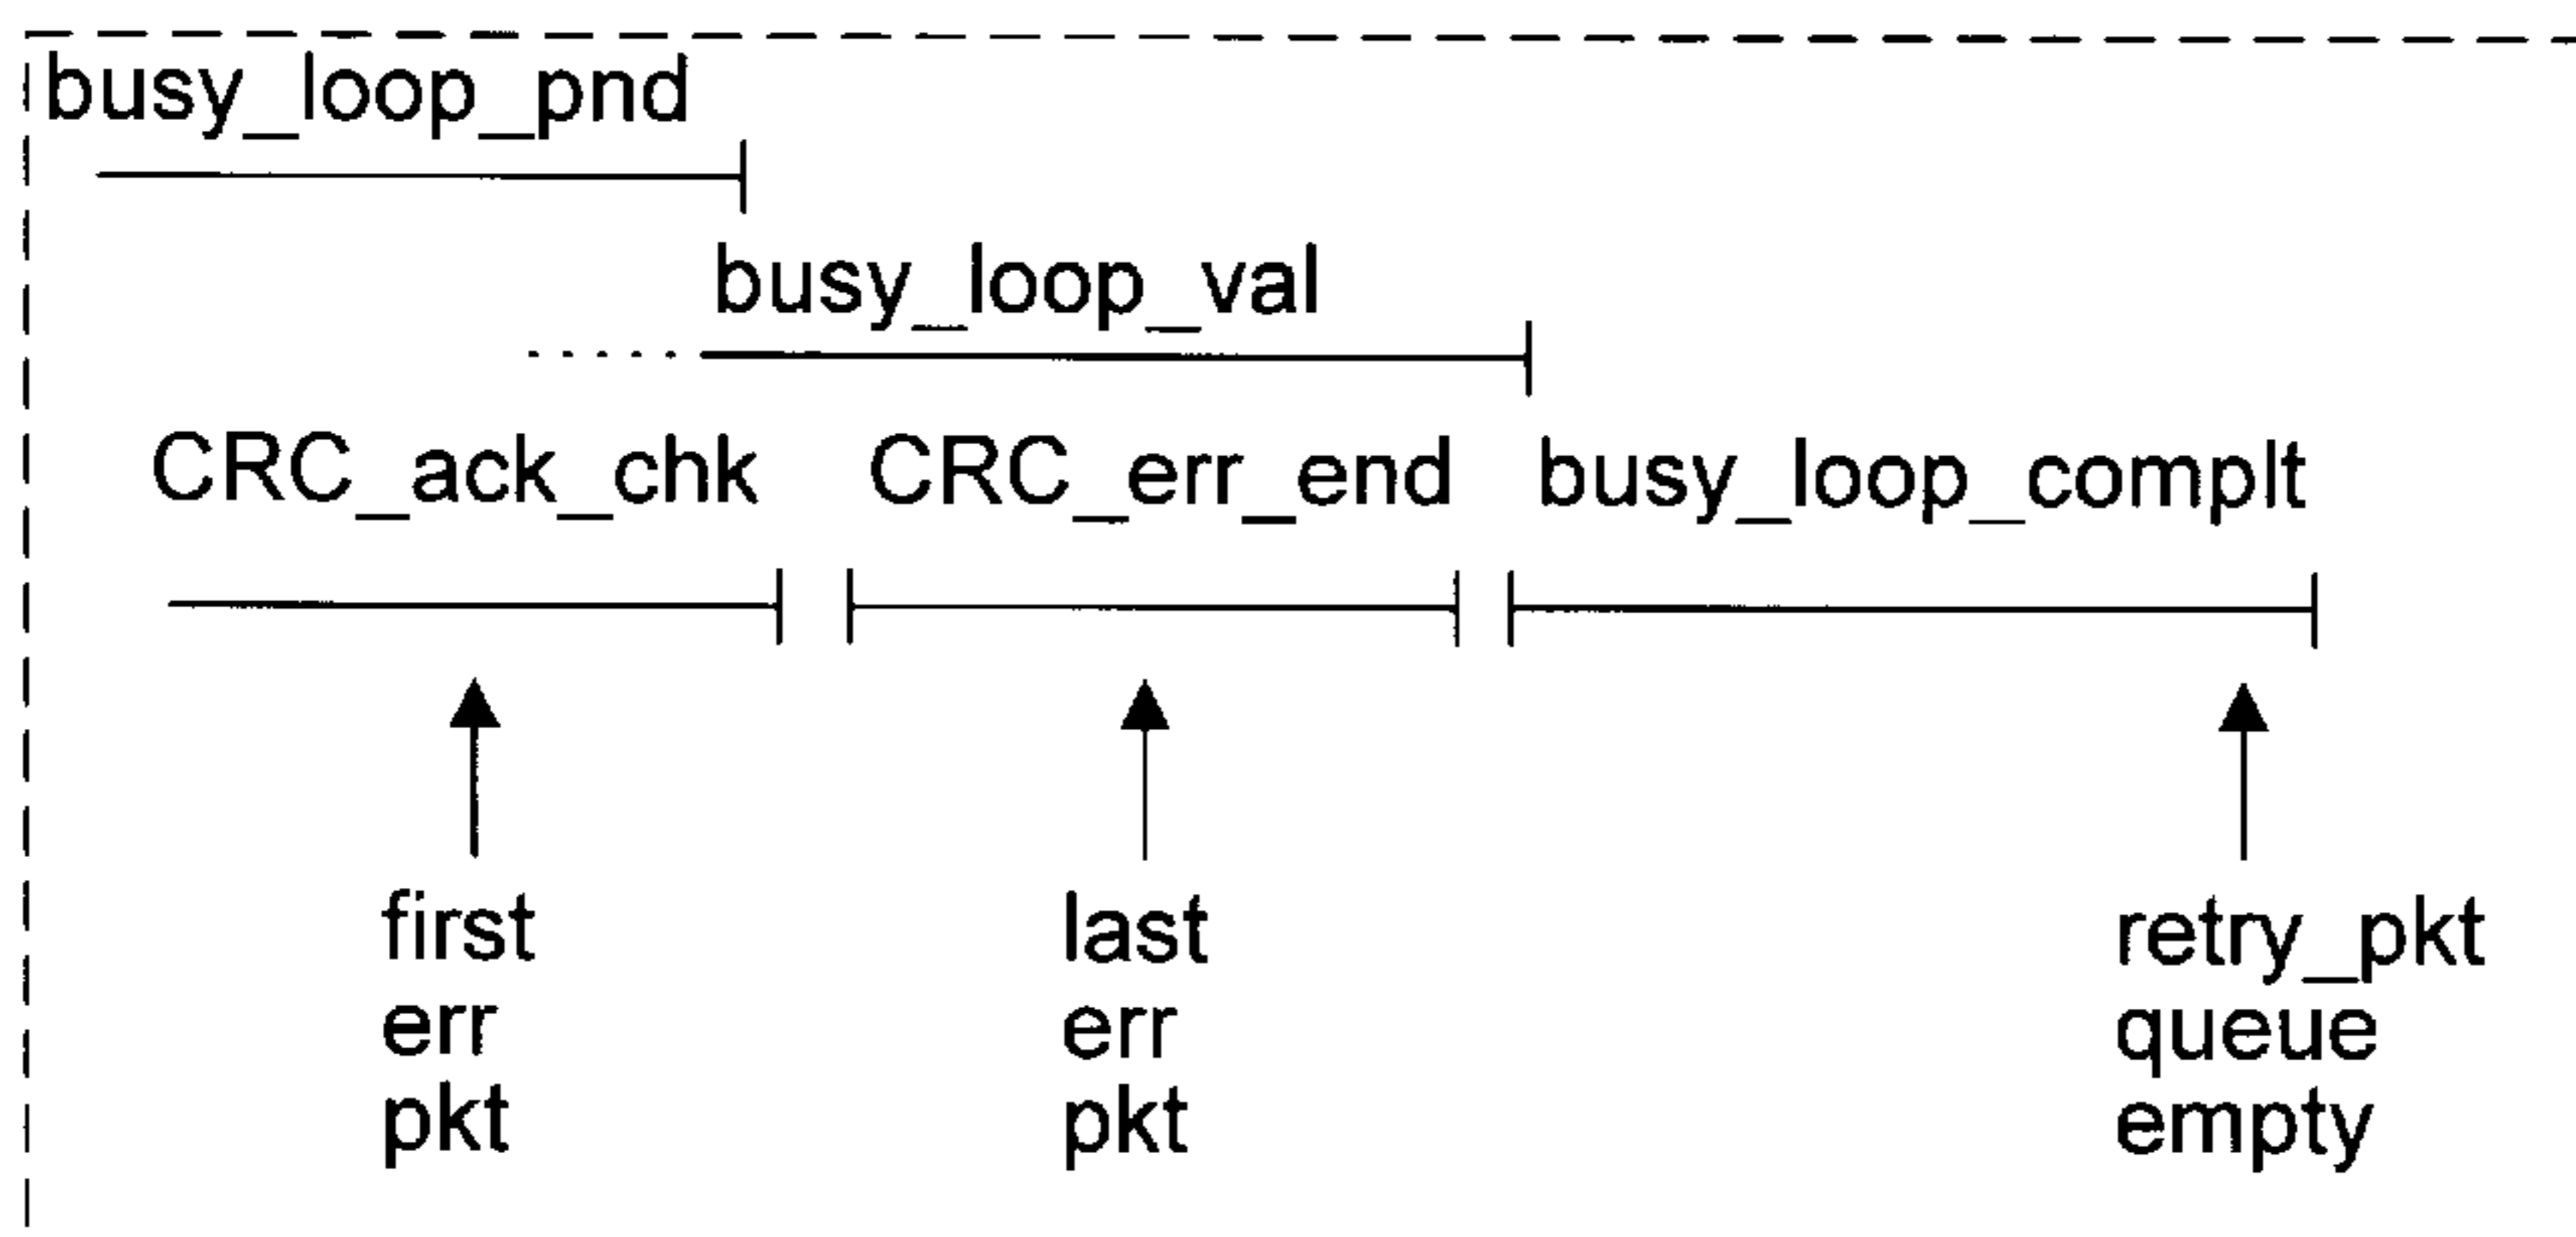 busy_loop_pnd
busy_loop_val
CRC_ack_chk CRC_err_end busy_loop_complt
first
err
pkt
last
err
pkt
retry_pkt
queue
empty